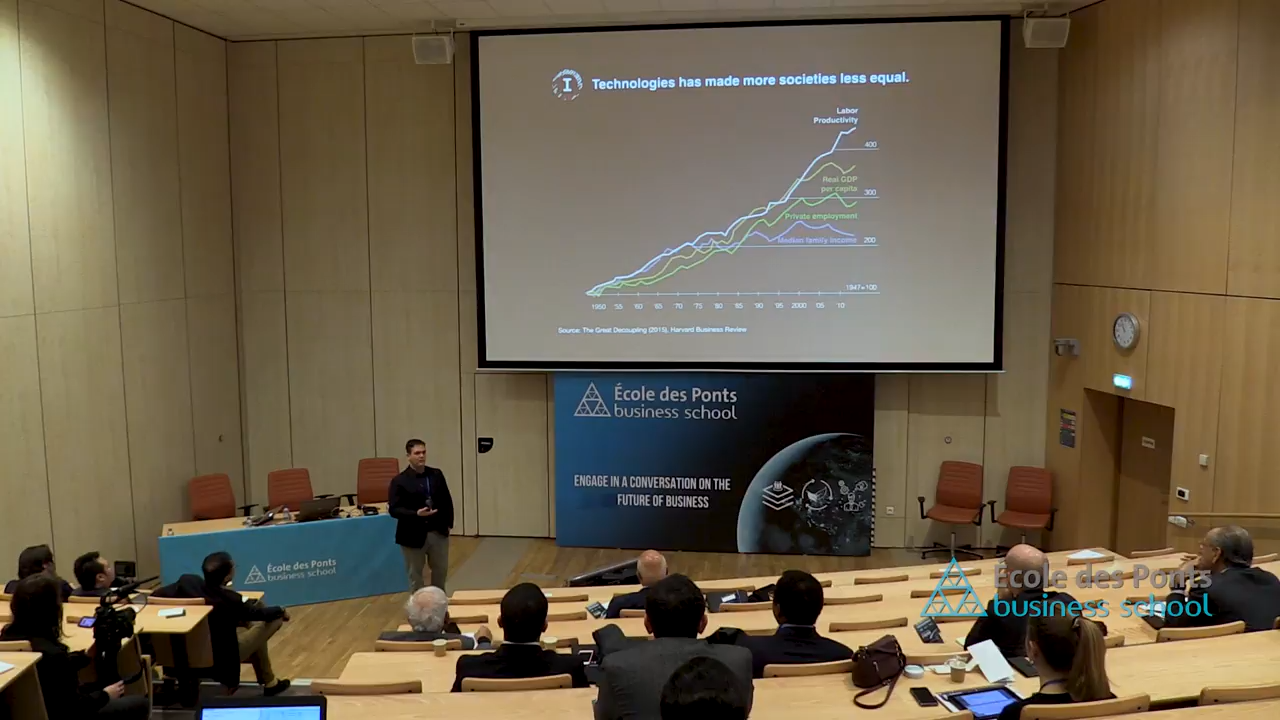 I
Technologies has made more societies less equal.
Labor
Productivity
400
Real GDP
per capita
300
Private employment
Median family income
200
1947=100
1950 '55 '60 '65 '70 '75 '80 '85 '90 '95 2000 '05 '10
Source: The Great Decoupling (2015), Harvard Business Review
École des Ponts
business school
ENGAGE IN A CONVERSATION ON THE
FUTURE OF BUSINESS
École des Ponts
business school
École des Ponts
business school